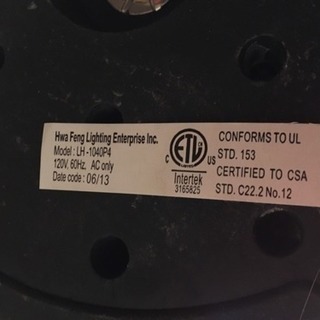 Hwa Feng Lighting Enterprise Inc.
Model: LH-1040P4
120V, 60Hz, AC only
Date code: 06/13
ETL
C US
Intertek
3165825
CONFORMS TO UL
STD. 153
CERTIFIED TO CSA
STD. C22.2 No.12